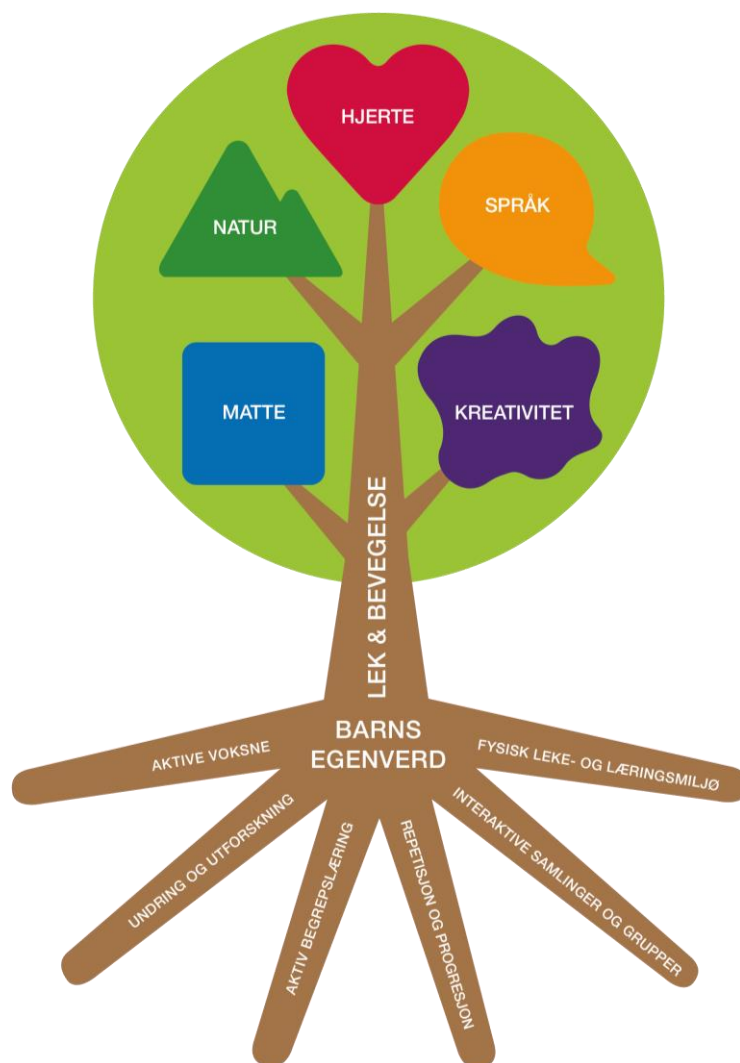 HJERTE
NATUR
SPRÅK
MATTE
KREATIVITET
LEK & BEVEGELSE
BARNS
EGENVERD
AKTIVE VOKSNE
FYSISK LEKE- OG LÆRINGSMILJØ
UNDRING OG UTFORSKNING
INTERAKTIVE SAMLINGER OG GRUPPER
AKTIV BEGREPSLÆRING
REPETISJON OG PROGRESJON